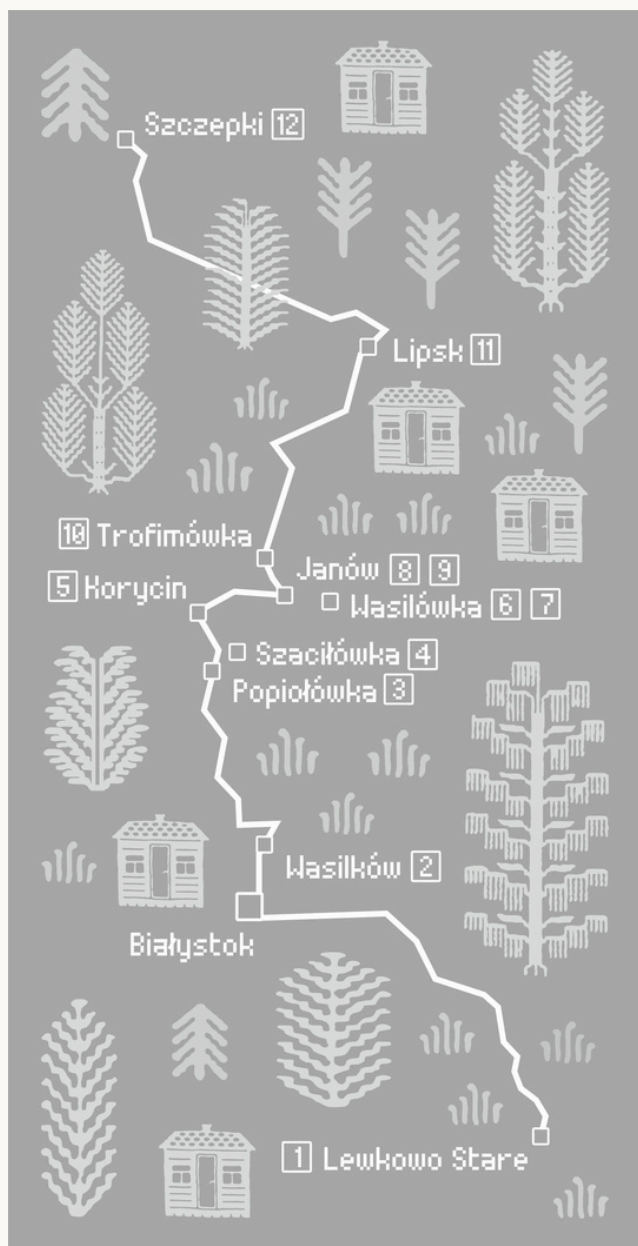 Szczepki 12
Lipsk 11
10 Trofimówka
Janów 8 9
5 Korycin
Wasilówka 6 7
Szaciłówka 4
Popiołówka 3
Wasilków 2
Białystok
1 Lewkowo Stare